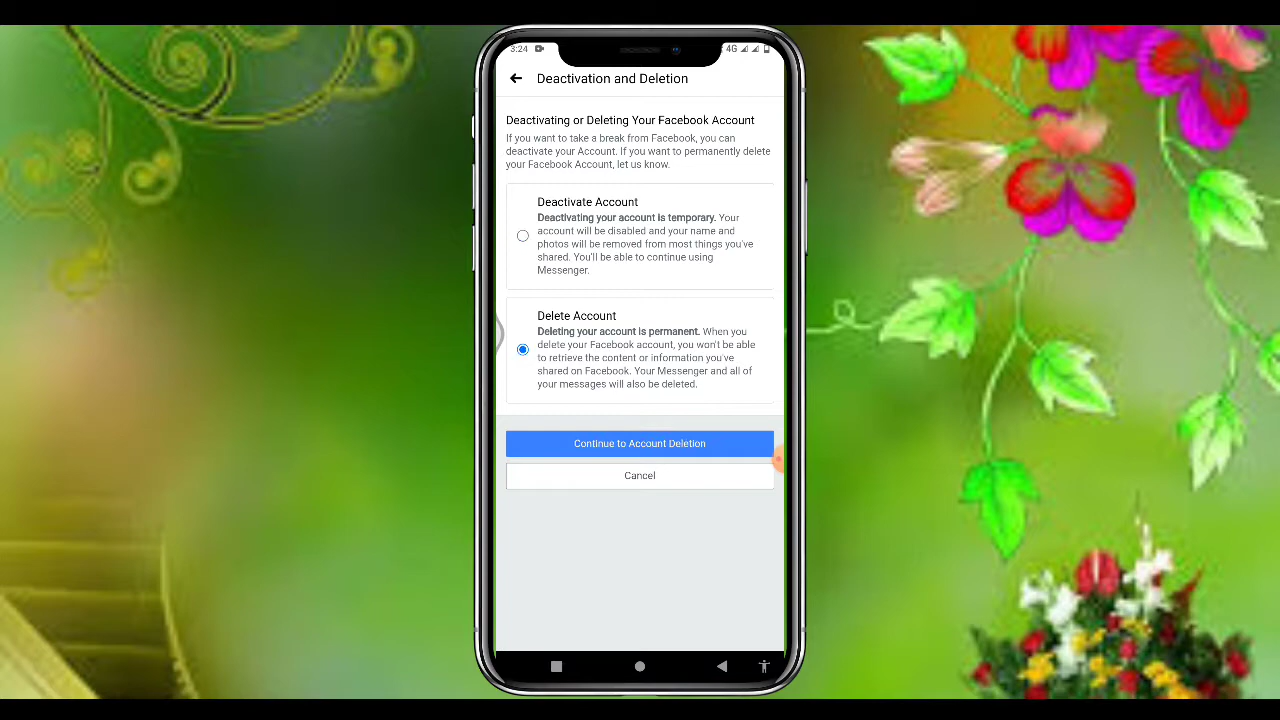 3:24
4G
Deactivation and Deletion
Deactivating or Deleting Your Facebook Account
If you want to take a break from Facebook, you can
deactivate your Account. If you want to permanently delete
your Facebook Account, let us know.
Deactivate Account
Deactivating your account is temporary. Your
account will be disabled and your name and
photos will be removed from most things you've
shared. You'll be able to continue using
Messenger.
Delete Account
Deleting your account is permanent. When you
delete your Facebook account, you won't be able
to retrieve the content or information you've
shared on Facebook. Your Messenger and all of
your messages will also be deleted.
Continue to Account Deletion
Cancel